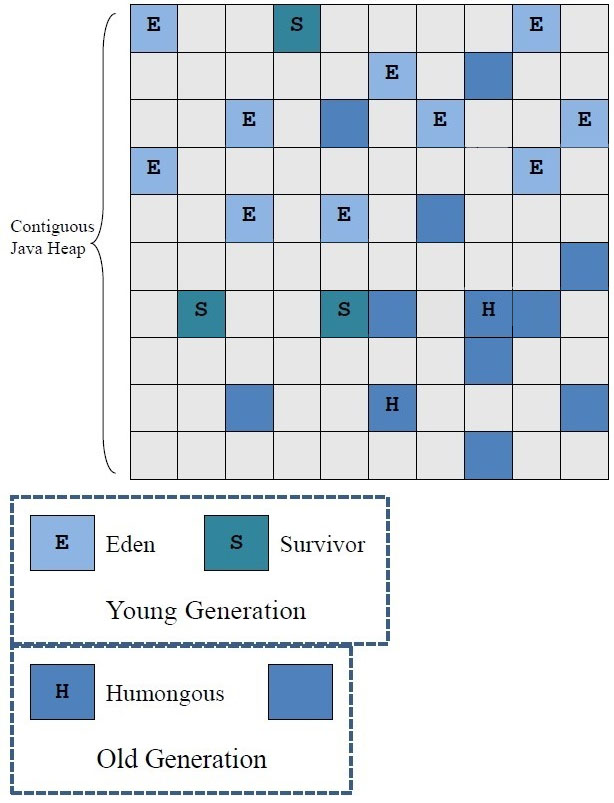 E S E
E
E E E
E E
E E
Contiguous
Java Heap
S S H
H
E Eden S Survivor
Young Generation
H Humongous
Old Generation